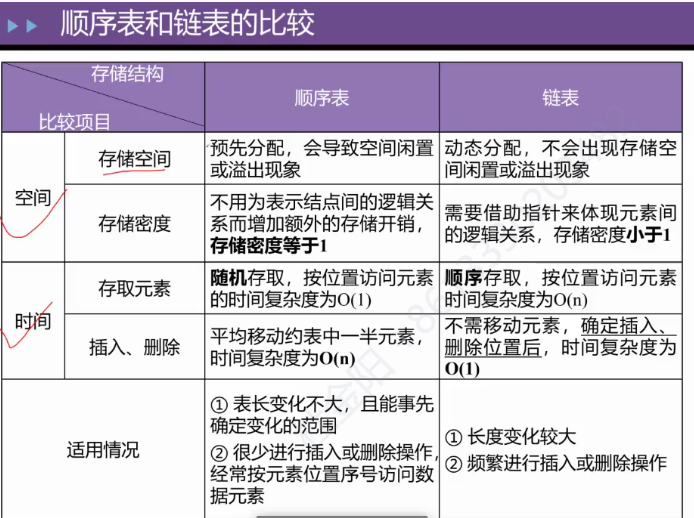 顺序表和链表的比较
存储结构
比较项目
顺序表
链表
空间
存储空间
预先分配，会导致空间闲置
或溢出现象
动态分配，不会出现存储空
间闲置或溢出现象
存储密度
不用为表示结点间的逻辑关
系而增加额外的存储开销，
存储密度等于1
需要借助指针来体现元素间
的逻辑关系，存储密度小于1
时间
存取元素
随机存取，按位置访问元素
的时间复杂度为O(1)
顺序存取，按位置访问元素
时间复杂度为O(n)
插入、删除
平均移动约表中一半元素，
时间复杂度为O(n)
不需移动元素，确定插入、
删除位置后，时间复杂度为
O(1)
适用情况
① 表长变化不大，且能事先
确定变化的范围
② 很少进行插入或删除操作，
经常按元素位置序号访问数
据元素
① 长度变化较大
② 频繁进行插入或删除操作